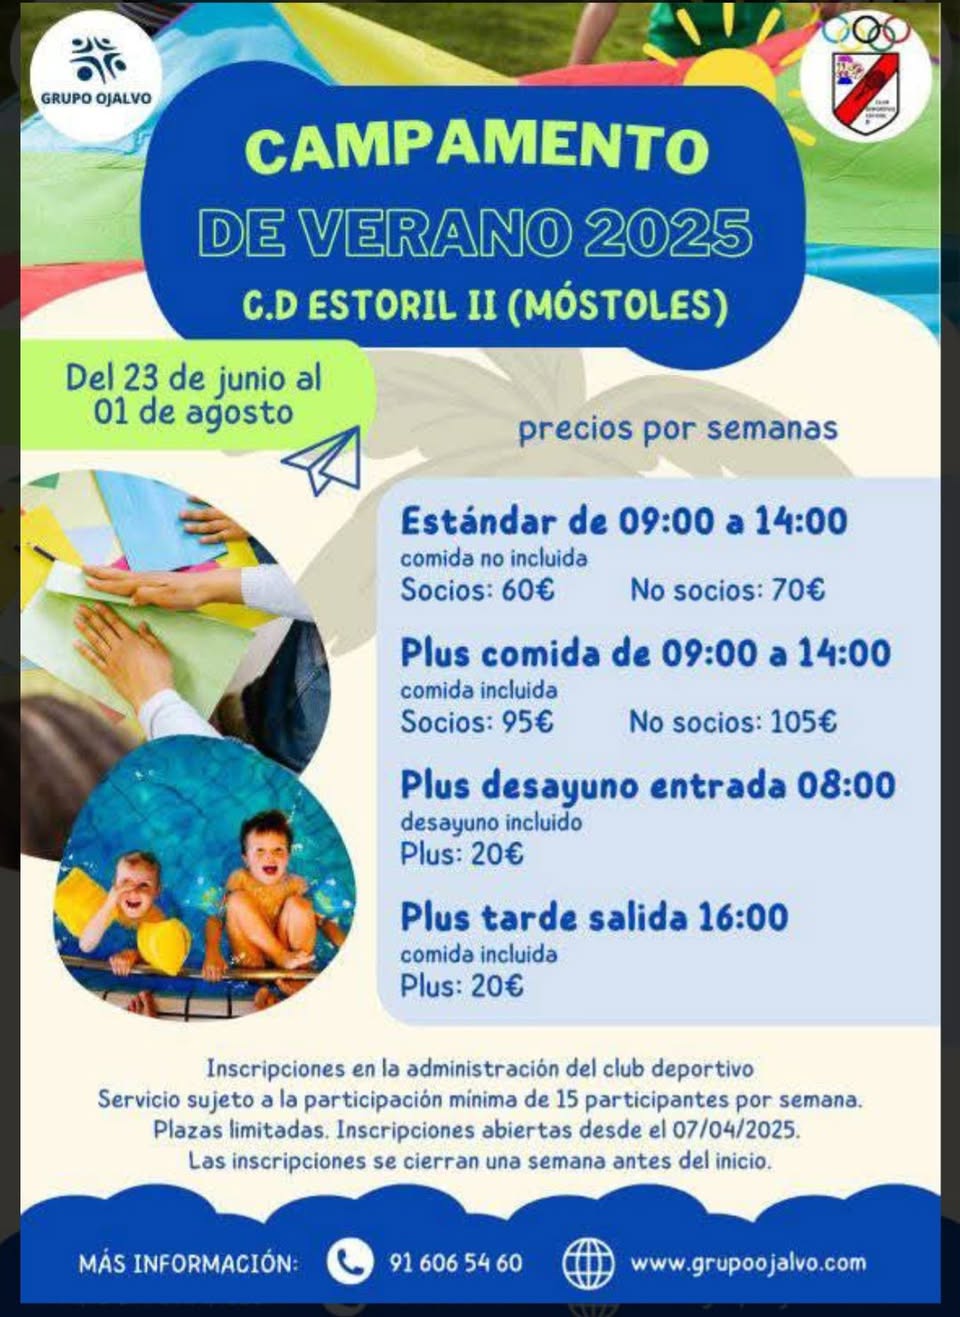 GRUPO OJALVO
CAMPAMENTO
DE VERANO 2025
C.D ESTORIL II (MÓSTOLES)
Del 23 de junio al
01 de agosto
precios por semanas
Estándar de 09:00 a 14:00
comida no incluida
Socios: 60€ No socios: 70€
Plus comida de 09:00 a 14:00
comida incluida
Socios: 95€ No socios: 105€
Plus desayuno entrada 08:00
desayuno incluido
Plus: 20€
Plus tarde salida 16:00
comida incluida
Plus: 20€
Inscripciones en la administración del club deportivo
Servicio sujeto a la participación mínima de 15 participantes por semana.
Plazas limitadas. Inscripciones abiertas desde el 07/04/2025.
Las inscripciones se cierran una semana antes del inicio.
MÁS INFORMACIÓN: 91 606 54 60 www.grupoojalvo.com